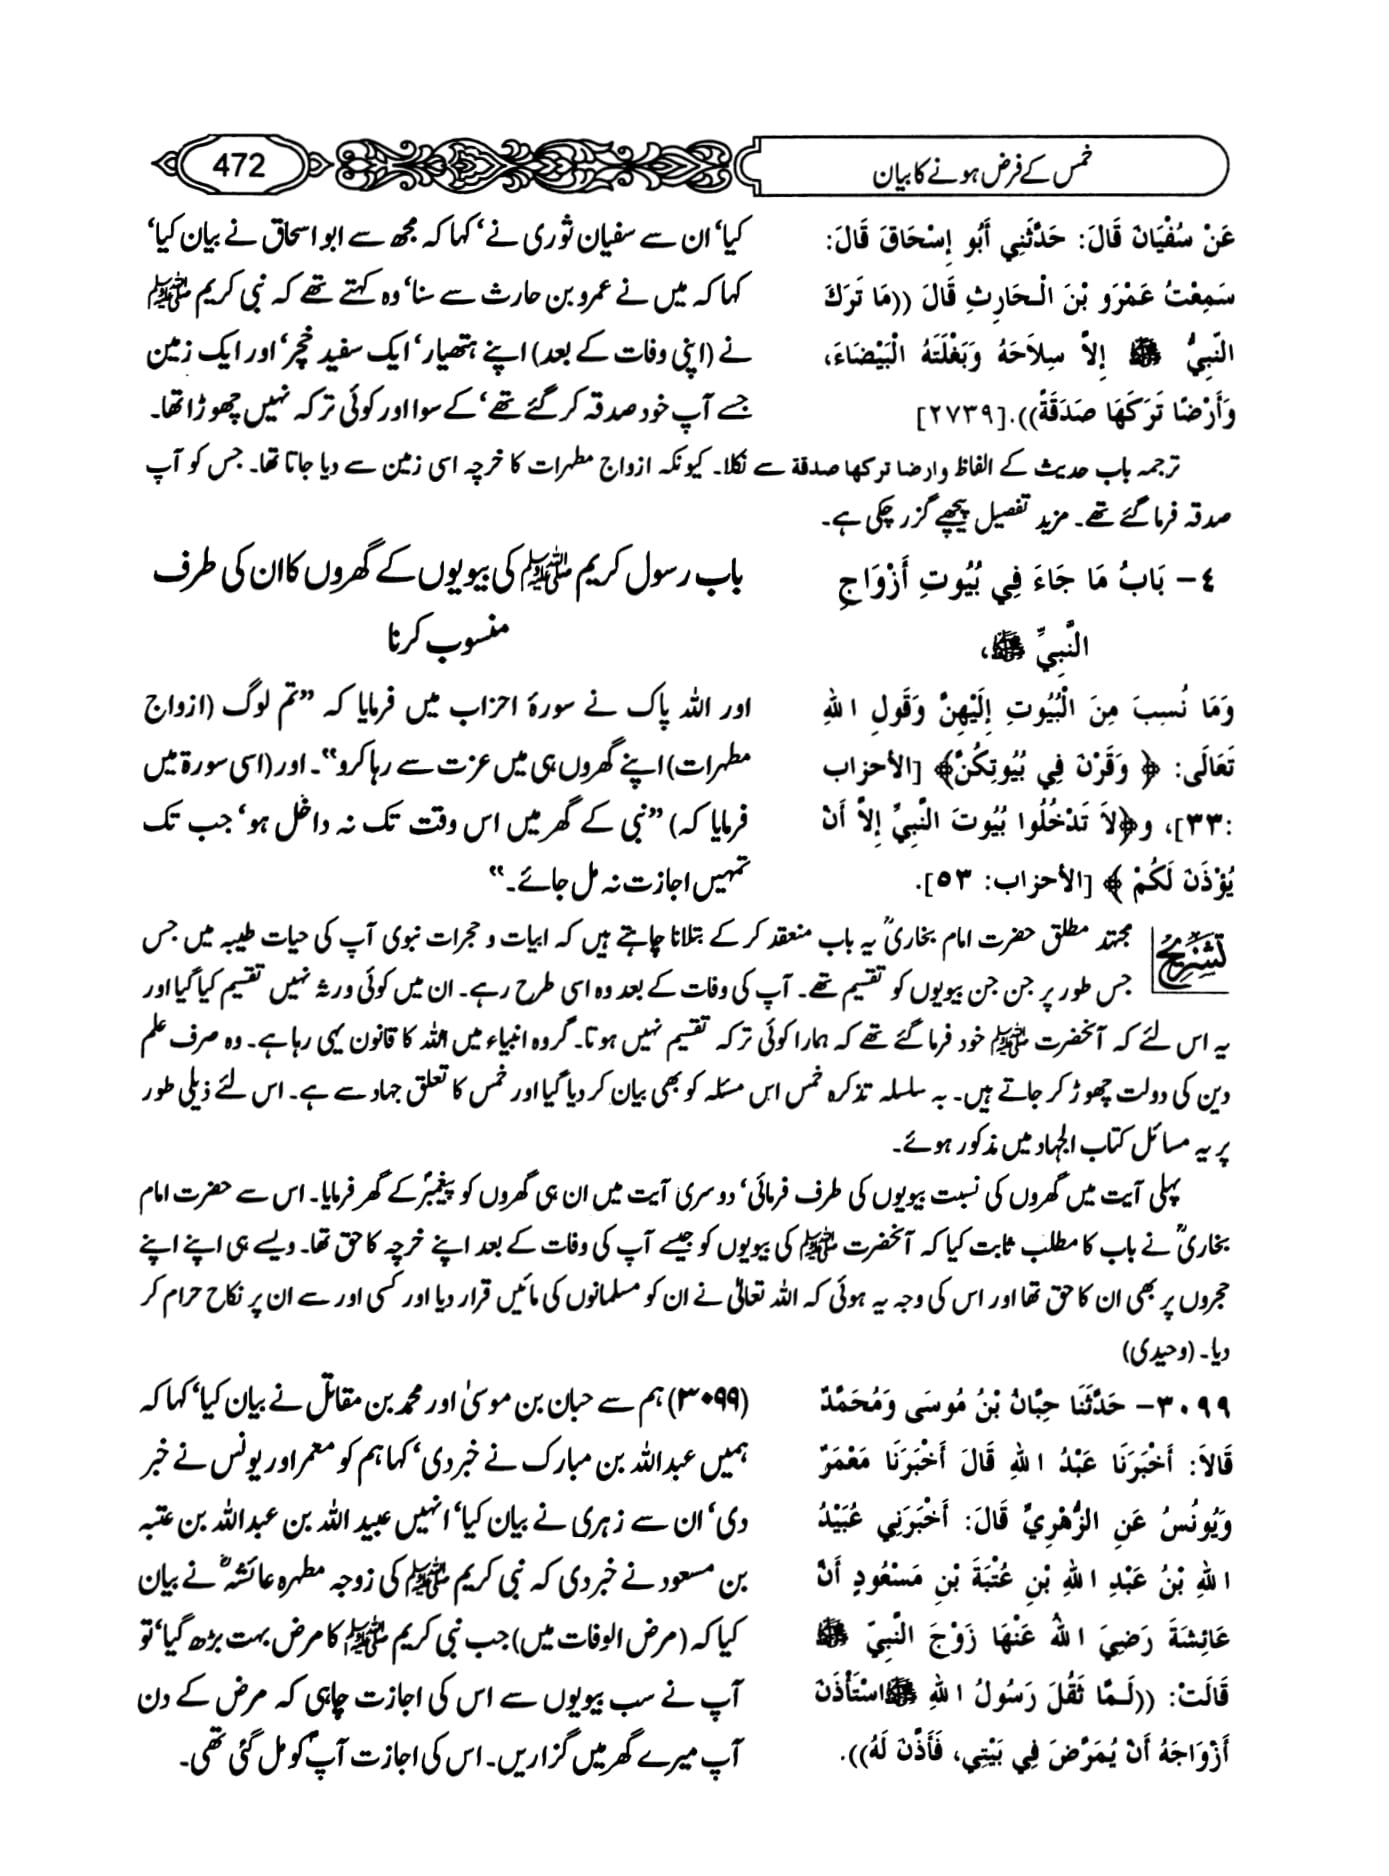 خمس کے فرض ہونے کا بیان
472
عَنْ سُفْيَانَ قَالَ: حَدَّثَنِي أَبُو إِسْحَاقَ قَالَ:
سَمِعْتُ عَمْرَو بْنَ الْحَارِثِ قَالَ ((مَا تَرَكَ
النَّبِيُّ ﷺ إِلاَّ سِلاَحَهُ وَبَغْلَتَهُ الْبَيْضَاءَ،
وَأَرْضًا تَرَكَهَا صَدَقَةً)).[٢٧٣٩]
کیا‘ ان سے سفیان ثوری نے‘ کہا کہ مجھ سے ابو اسحاق نے بیان کیا‘
کہا کہ میں نے عمرو بن حارث سے سنا‘ وہ کہتے تھے کہ نبی کریم ﷺ
نے (اپنی وفات کے بعد) اپنے ہتھیار‘ ایک سفید خچر‘ اور ایک زمین
جسے آپ خود صدقہ کر گئے تھے‘ کے سوا اور کوئی ترکہ نہیں چھوڑا تھا۔
ترجمہ باب حدیث کے الفاظ وارضا ترکھا صدقة سے نکلا۔ کیونکہ ازواج مطہرات کا خرچہ اسی زمین سے دیا جاتا تھا۔ جس کو آپ
صدقہ فرما گئے تھے۔ مزید تفصیل پیچھے گزر چکی ہے۔
٤- بَابُ مَا جَاءَ فِي بُيُوتِ أَزْوَاجِ
النَّبِيِّ ﷺ،
وَمَا نُسِبَ مِنَ الْبُيُوتِ إِلَيْهِنَّ وَقَولِ اللهِ
تَعَالَى: ﴿وَقَرْنَ فِي بُيُوتِكُنَّ﴾ [الأحزاب
:٣٣]، و﴿لاَ تَدْخُلُوا بُيُوتَ النَّبِيِّ إِلاَّ أَنْ
يُؤْذَنَ لَكُمْ﴾ [الأحزاب: ٥٣].
باب رسول کریم ﷺ کی بیویوں کے گھروں کا ان کی طرف
منسوب کرنا
اور اللہ پاک نے سورۂ احزاب میں فرمایا کہ ”تم لوگ (ازواج
مطہرات) اپنے گھروں ہی میں عزت سے رہا کرو“۔ اور (اسی سورۃ میں
فرمایا کہ) ”نبی کے گھر میں اس وقت تک نہ داخل ہو‘ جب تک
تمہیں اجازت نہ مل جائے۔“
تشریح
مجتہد مطلق حضرت امام بخاریؒ یہ باب منعقد کر کے بتلانا چاہتے ہیں کہ ابیات و حجرات نبوی آپ کی حیات طیبہ میں جس
جس طور پر جن جن بیویوں کو تقسیم تھے۔ آپ کی وفات کے بعد وہ اسی طرح رہے۔ ان میں کوئی ورثہ نہیں تقسیم کیا گیا اور
یہ اس لئے کہ آنحضرت ﷺ خود فرما گئے تھے کہ ہمارا کوئی ترکہ تقسیم نہیں ہوتا۔ گروہ انبیاء میں اللہ کا قانون یہی رہا ہے۔ وہ صرف علم
دین کی دولت چھوڑ کر جاتے ہیں۔ بہ سلسلہ تذکرہ خمس اس مسئلہ کو بھی بیان کر دیا گیا اور خمس کا تعلق جہاد سے ہے۔ اس لئے ذیلی طور
پر یہ مسائل کتاب الجہاد میں مذکور ہوئے۔
پہلی آیت میں گھروں کی نسبت بیویوں کی طرف فرمائی‘ دوسری آیت میں ان ہی گھروں کو پیغمبرؐ کے گھر فرمایا۔ اس سے حضرت امام
بخاریؒ نے باب کا مطلب ثابت کیا کہ آنحضرت ﷺ کی بیویوں کو جیسے آپ کی وفات کے بعد اپنے خرچہ کا حق تھا۔ ویسے ہی اپنے اپنے
حجروں پر بھی ان کا حق تھا اور اس کی وجہ یہ ہوئی کہ اللہ تعالیٰ نے ان کو مسلمانوں کی مائیں قرار دیا اور کسی اور سے ان پر نکاح حرام کر
دیا۔ (وحیدی)
٣٠٩٩- حَدَّثَنَا حِبَّانُ بْنُ مُوسَى وَمُحَمَّدٌ
قَالاَ: أَخْبَرَنَا عَبْدُ اللهِ قَالَ أَخْبَرَنَا مَعْمَرٌ
وَيُونُسُ عَنِ الزُّهْرِيِّ قَالَ: أَخْبَرَنِي عُبَيْدُ
اللهِ بْنُ عَبْدِ اللهِ بْنِ عُتْبَةَ بْنِ مَسْعُودٍ أَنَّ
عَائِشَةَ رَضِيَ اللهُ عَنْهَا زَوْجَ النَّبِيِّ ﷺ
قَالَتْ: ((لَـمَّا ثَقُلَ رَسُولُ اللهِ ﷺ اسْتَأْذَنَ
أَزْوَاجَهُ أَنْ يُمَرَّضَ فِي بَيْتِي، فَأَذِنَّ لَهُ)).
(۳۰۹۹) ہم سے حبان بن موسیٰ اور محمد بن مقاتل نے بیان کیا‘ کہا کہ
ہمیں عبداللہ بن مبارک نے خبر دی‘ کہا ہم کو معمر اور یونس نے خبر
دی‘ ان سے زہری نے بیان کیا‘ انہیں عبید اللہ بن عبداللہ بن عتبہ
بن مسعود نے خبر دی کہ نبی کریم ﷺ کی زوجہ مطہرہ عائشہؓ نے بیان
کیا کہ (مرض الوفات میں) جب نبی کریم ﷺ کا مرض بہت بڑھ گیا‘ تو
آپ نے سب بیویوں سے اس کی اجازت چاہی کہ مرض کے دن
آپ میرے گھر میں گزاریں۔ اس کی اجازت آپؐ کو مل گئی تھی۔